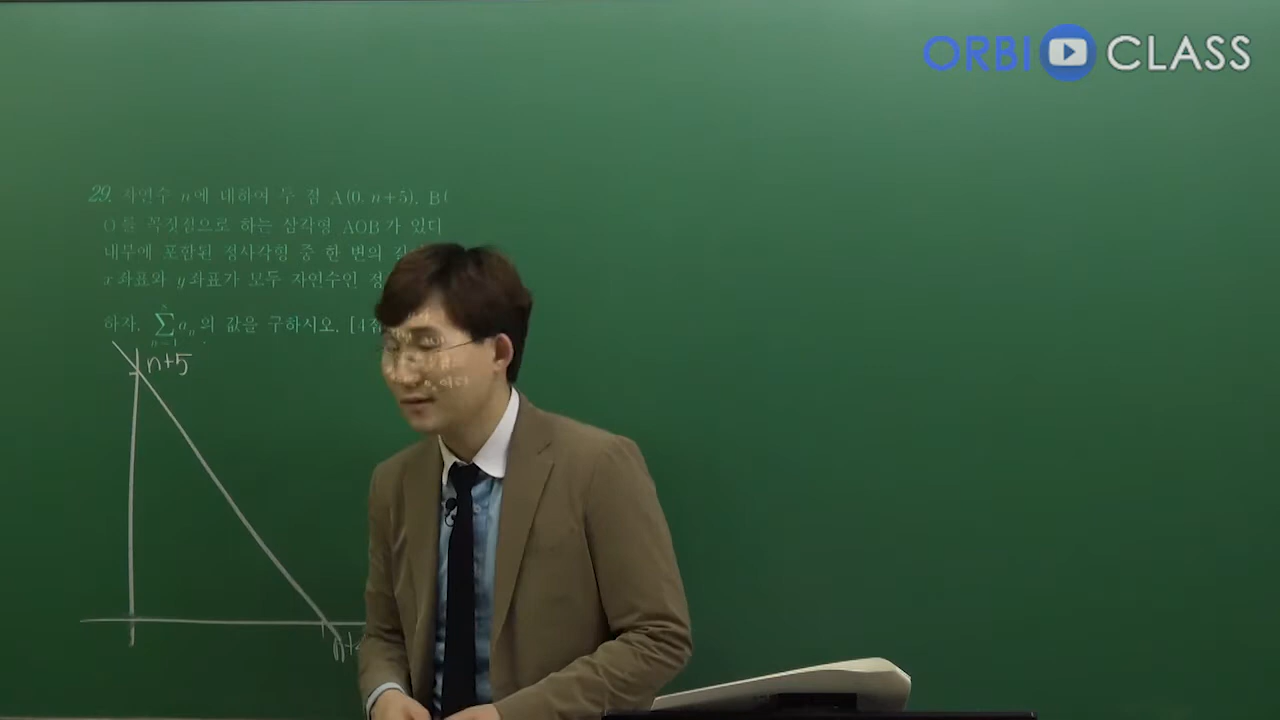 ORBI CLASS
29. 자연수 n에 대하여 두 점 A(0, n+5), B(
O를 꼭짓점으로 하는 삼각형 AOB가 있다
내부에 포함된 정사각형 중 한 변의 길
x좌표와 y좌표가 모두 자연수인 정
하자. ∑ aₙ의 값을 구하시오. [4점
n=1
n+5
n+4